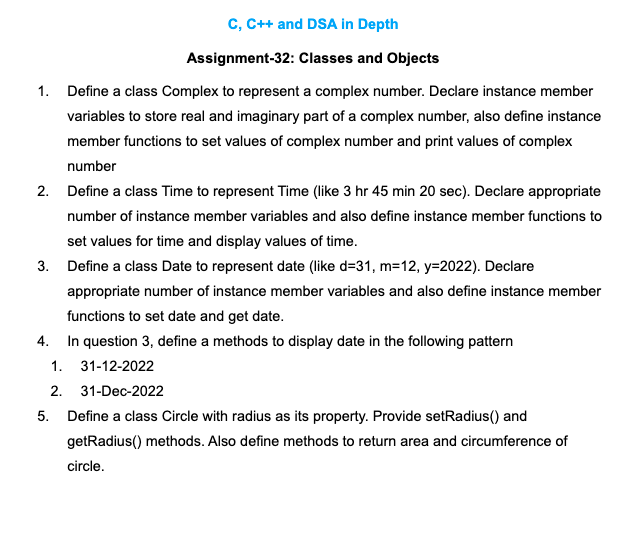 C, C++ and DSA in Depth
Assignment-32: Classes and Objects
1. Define a class Complex to represent a complex number. Declare instance member
variables to store real and imaginary part of a complex number, also define instance
member functions to set values of complex number and print values of complex
number
2. Define a class Time to represent Time (like 3 hr 45 min 20 sec). Declare appropriate
number of instance member variables and also define instance member functions to
set values for time and display values of time.
3. Define a class Date to represent date (like d=31, m=12, y=2022). Declare
appropriate number of instance member variables and also define instance member
functions to set date and get date.
4. In question 3, define a methods to display date in the following pattern
1. 31-12-2022
2. 31-Dec-2022
5. Define a class Circle with radius as its property. Provide setRadius() and
getRadius() methods. Also define methods to return area and circumference of
circle.